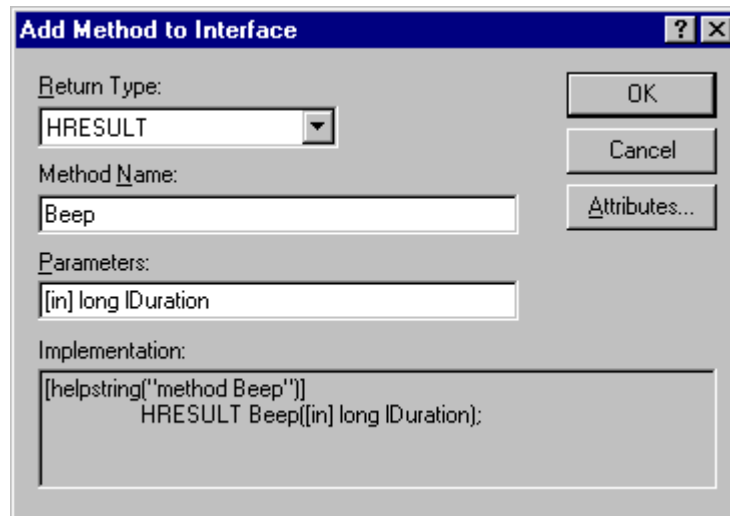 Add Method to Interface
Return Type:
HRESULT
OK
Cancel
Method Name:
Beep
Attributes...
Parameters:
[in] long lDuration
Implementation:
[helpstring("method Beep")]
HRESULT Beep([in] long lDuration);